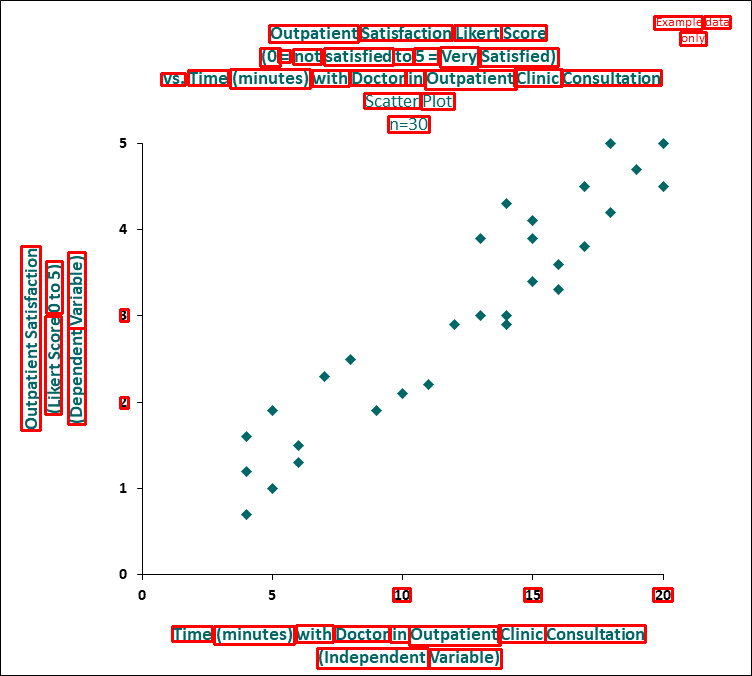 Example data
only
Outpatient Satisfaction Likert Score
(0 = not satisfied to 5 = Very Satisfied)
vs. Time (minutes) with Doctor in Outpatient Clinic Consultation
Scatter Plot
n=30
5
4
3
2
1
0
Outpatient Satisfaction
(Likert Score 0 to 5)
(Dependent Variable)
0 5 10 15 20
Time (minutes) with Doctor in Outpatient Clinic Consultation
(Independent Variable)